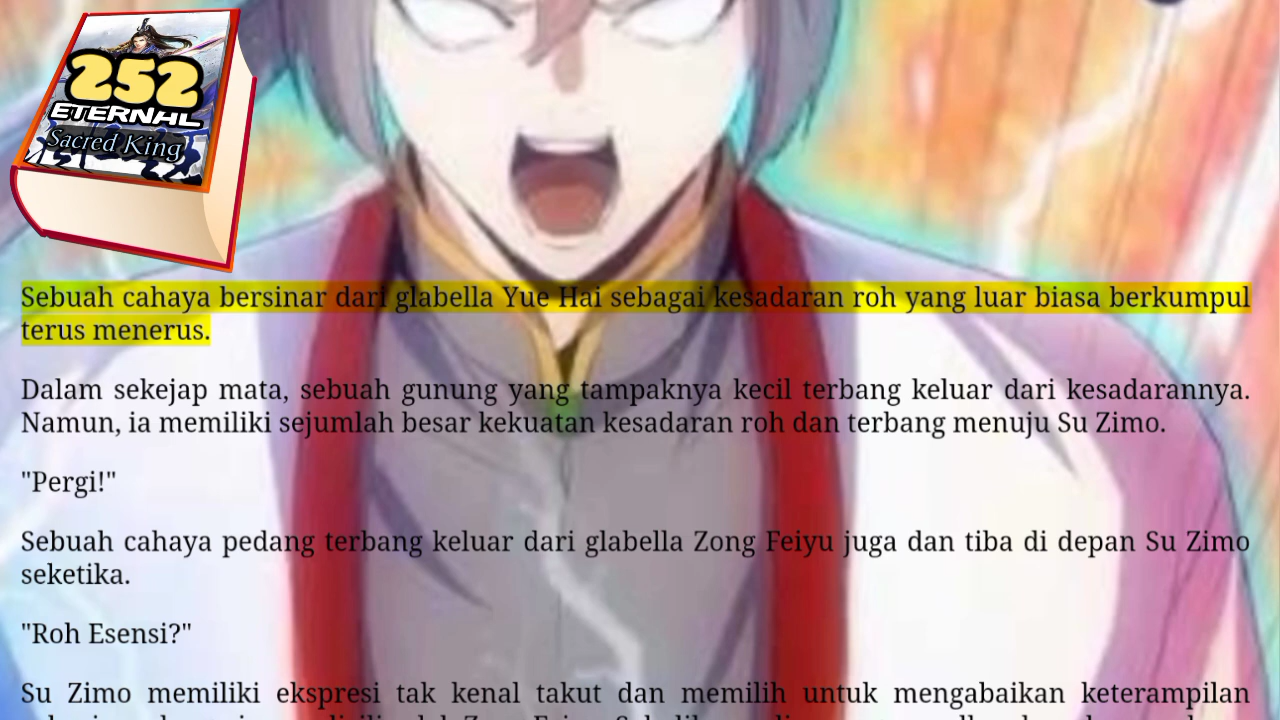 252
ETERNAL
Sacred King
Sebuah cahaya bersinar dari glabella Yue Hai sebagai kesadaran roh yang luar biasa berkumpul
terus menerus.
Dalam sekejap mata, sebuah gunung yang tampaknya kecil terbang keluar dari kesadarannya.
Namun, ia memiliki sejumlah besar kekuatan kesadaran roh dan terbang menuju Su Zimo.
"Pergi!"
Sebuah cahaya pedang terbang keluar dari glabella Zong Feiyu juga dan tiba di depan Su Zimo
seketika.
"Roh Esensi?"
Su Zimo memiliki ekspresi tak kenal takut dan memilih untuk mengabaikan keterampilan